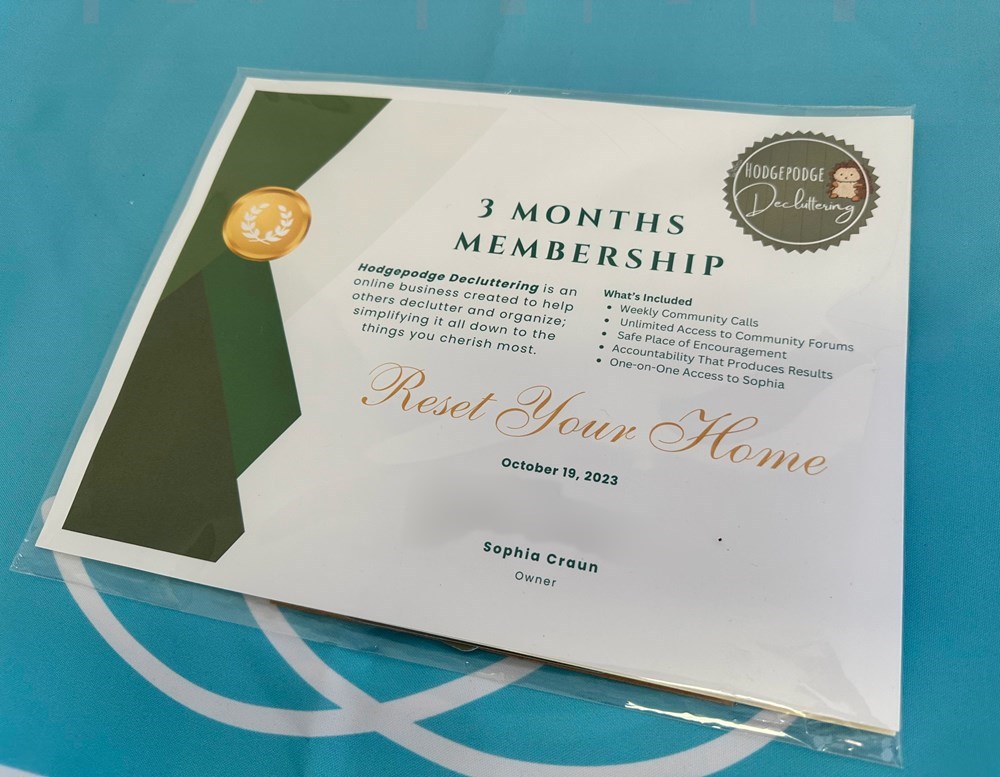 HODGEPODGE
Decluttering
3 MONTHS
MEMBERSHIP
Hodgepodge Decluttering is an
online business created to help
others declutter and organize;
simplifying it all down to the
things you cherish most.
What's Included
• Weekly Community Calls
• Unlimited Access to Community Forums
• Safe Place of Encouragement
• Accountability That Produces Results
• One-on-One Access to Sophia
Reset Your Home
October 19, 2023
Sophia Craun
Owner